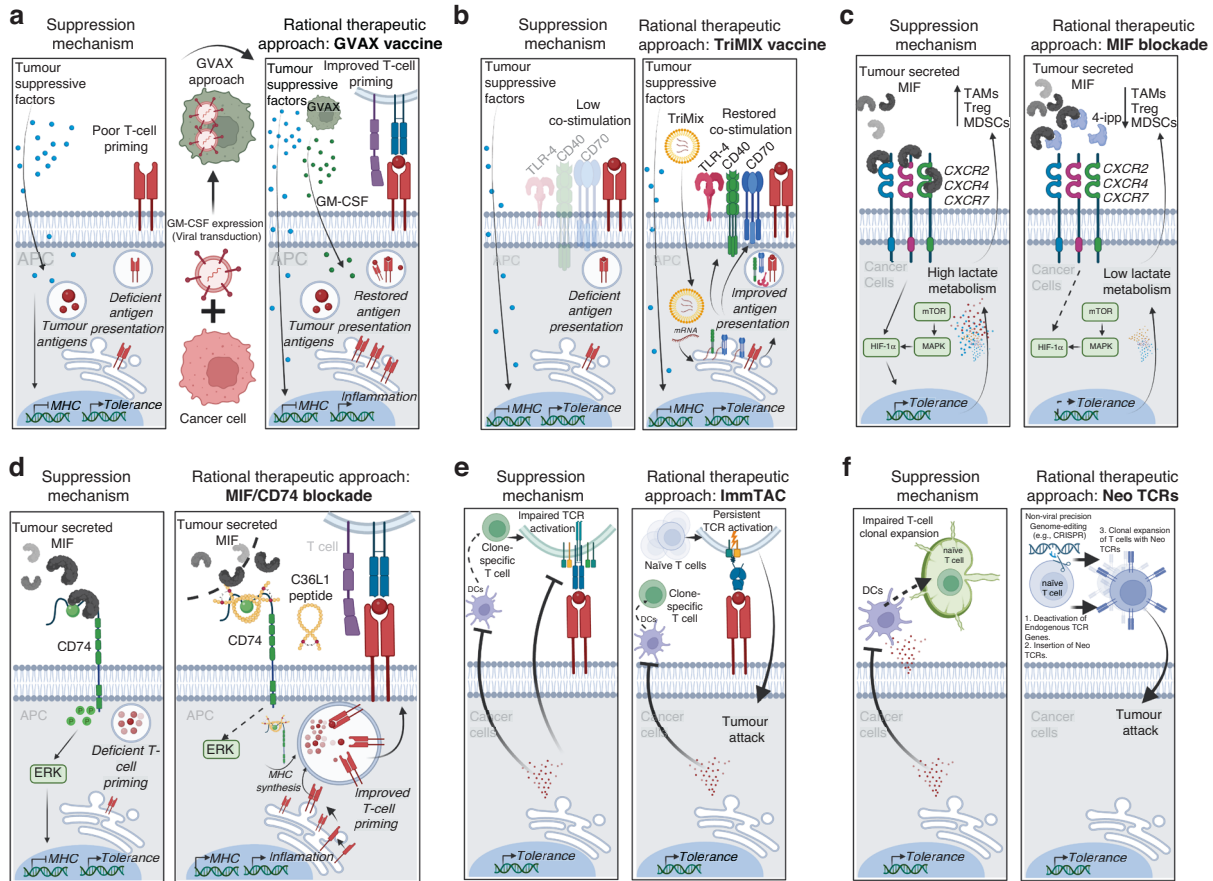 a
Suppression
mechanism
Tumour
suppressive
factors
Poor T-cell
priming
APC
Deficient
antigen
presentation
Tumour
antigens
MHC
Tolerance
GVAX
approach
GM-CSF expression
(Viral transduction)
+
Cancer cell
Rational therapeutic
approach: GVAX vaccine
Tumour
suppressive
factors
Improved T-cell
priming
GVAX
GM-CSF
Restored
antigen
presentation
Tumour
antigens
Inflammation
MHC
Tolerance
b
Suppression
mechanism
Tumour
suppressive
factors
Low
co-stimulation
TLR-4
CD40
CD70
APC
Deficient
antigen
presentation
MHC
Tolerance
Rational therapeutic
approach: TriMIX vaccine
Tumour
suppressive
factors
TriMix
Restored
co-stimulation
TLR-4
CD40
CD70
APC
mRNA
Improved
antigen
presentation
MHC
Tolerance
c
Suppression
mechanism
Tumour secreted
MIF
TAMs
Treg
MDSCs
CXCR2
CXCR4
CXCR7
Cancer
Cells
High lactate
metabolism
mTOR
MAPK
HIF-1α
Tolerance
Rational therapeutic
approach: MIF blockade
Tumour secreted
MIF
4-ipp
TAMs
Treg
MDSCs
CXCR2
CXCR4
CXCR7
Cancer
Cells
Low lactate
metabolism
mTOR
MAPK
HIF-1α
Tolerance
d
Suppression
mechanism
Tumour secreted
MIF
CD74
APC
P
P
P
P
Deficient T-
cell
priming
ERK
MHC
Tolerance
Rational therapeutic approach:
MIF/CD74 blockade
Tumour secreted
MIF
T cell
C36L1
peptide
CD74
APC
ERK
MHC
synthesis
Improved
T-cell
priming
MHC
Inflamation
e
Suppression
mechanism
Impaired TCR
activation
Clone-
specific
T cell
DCs
Cancer
cells
Tolerance
Rational therapeutic
approach: ImmTAC
Persistent
TCR activation
Naïve T cells
Clone-
specific
T cell
DCs
Cancer
cells
Tumour
attack
Tolerance
f
Suppression
mechanism
Impaired T-cell
clonal expansion
naïve
T cell
DCs
Cancer
cells
Tolerance
Rational therapeutic
approach: Neo TCRs
Non-viral precision
Genome-editing
(e.g., CRISPR)
3. Clonal expansion
of T cells with Neo
TCRs
naïve
T cell
1. Deactivation of
Endogenous TCR
Genes.
2. Insertion of Neo
TCRs.
Cancer
cells
Tumour
attack
Tolerance